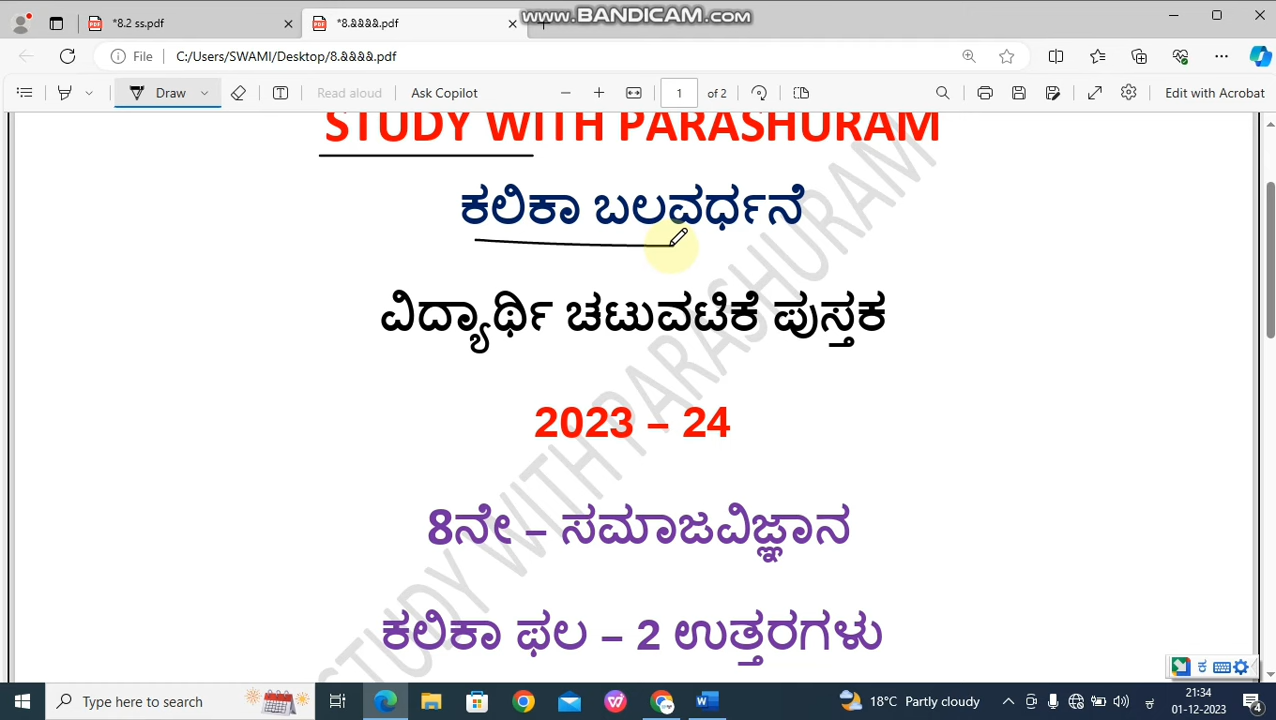 www.BANDICAM.com
*8.2 ss.pdf
*8.ಶಿಶಿಶಿಶಿ.pdf
File C:/Users/SWAMI/Desktop/8.ಶಿಶಿಶಿಶಿ.pdf
Draw Read aloud Ask Copilot 1 of 2 Edit with Acrobat
STUDY WITH PARASHURAM
ಕಲಿಕಾ ಬಲವರ್ಧನೆ
ವಿದ್ಯಾರ್ಥಿ ಚಟುವಟಿಕೆ ಪುಸ್ತಕ
2023 – 24
8ನೇ – ಸಮಾಜವಿಜ್ಞಾನ
ಕಲಿಕಾ ಫಲ – 2 ಉತ್ತರಗಳು
STUDY WITH PARASHURAM
Type here to search
18°C Partly cloudy
21:34
01-12-2023
4